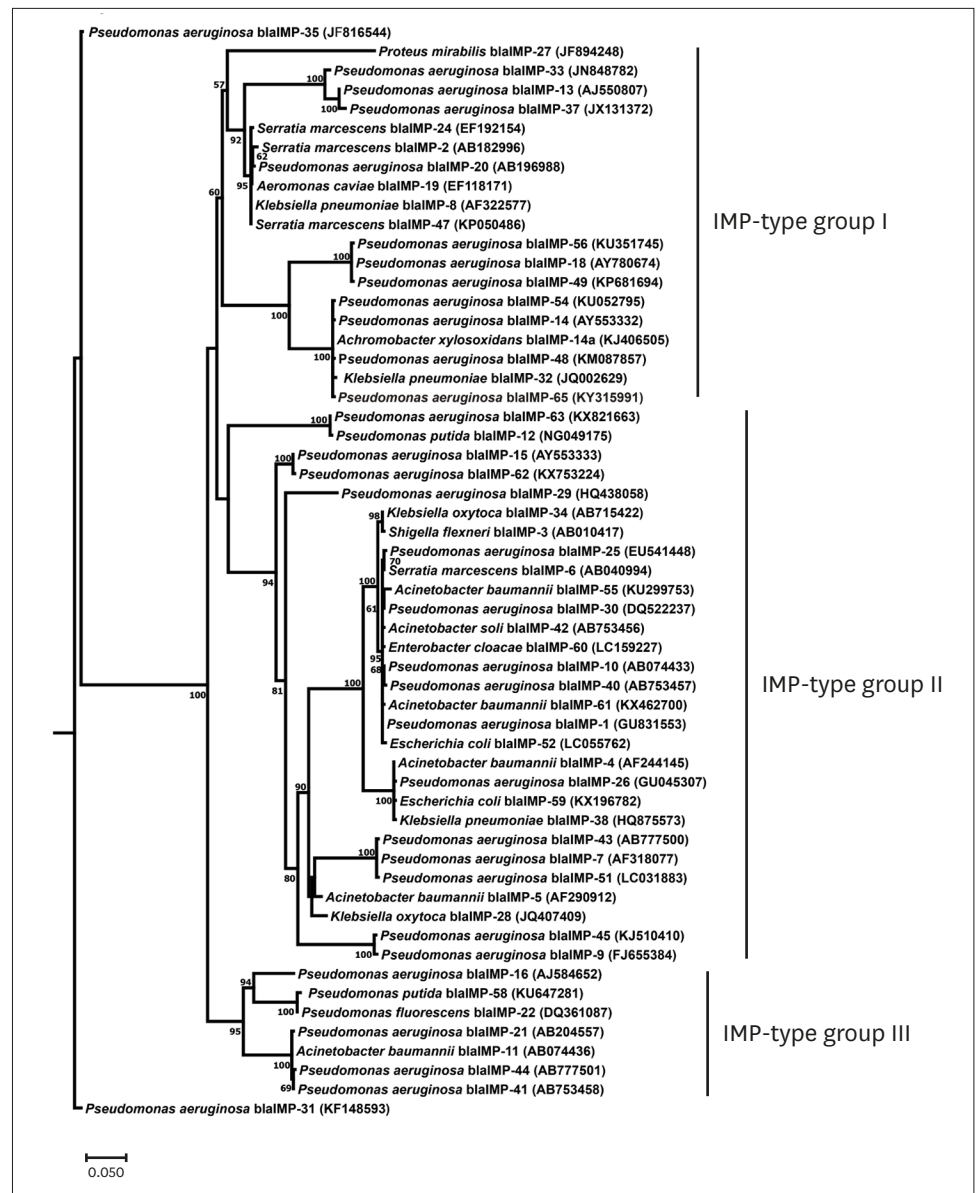 Pseudomonas aeruginosa blaIMP-35 (JF816544)
Proteus mirabilis blaIMP-27 (JF894248)
57
Pseudomonas aeruginosa blaIMP-33 (JN848782)
100
Pseudomonas aeruginosa blaIMP-13 (AJ550807)
100
Pseudomonas aeruginosa blaIMP-37 (JX131372)
Serratia marcescens blaIMP-24 (EF192154)
92
Serratia marcescens blaIMP-2 (AB182996)
62
Pseudomonas aeruginosa blaIMP-20 (AB196988)
95
Aeromonas caviae blaIMP-19 (EF118171)
60
Klebsiella pneumoniae blaIMP-8 (AF322577)
Serratia marcescens blaIMP-47 (KP050486)
IMP-type group I
Pseudomonas aeruginosa blaIMP-56 (KU351745)
100
Pseudomonas aeruginosa blaIMP-18 (AY780674)
Pseudomonas aeruginosa blaIMP-49 (KP681694)
Pseudomonas aeruginosa blaIMP-54 (KU052795)
100
Pseudomonas aeruginosa blaIMP-14 (AY553332)
Achromobacter xylosoxidans blaIMP-14a (KJ406505)
100
Pseudomonas aeruginosa blaIMP-48 (KM087857)
Klebsiella pneumoniae blaIMP-32 (JQ002629)
Pseudomonas aeruginosa blaIMP-65 (KY315991)
Pseudomonas aeruginosa blaIMP-63 (KX821663)
100
Pseudomonas putida blaIMP-12 (NG049175)
Pseudomonas aeruginosa blaIMP-15 (AY553333)
100
Pseudomonas aeruginosa blaIMP-62 (KX753224)
Pseudomonas aeruginosa blaIMP-29 (HQ438058)
Klebsiella oxytoca blaIMP-34 (AB715422)
98
Shigella flexneri blaIMP-3 (AB010417)
Pseudomonas aeruginosa blaIMP-25 (EU541448)
70
Serratia marcescens blaIMP-6 (AB040994)
94
100
Acinetobacter baumannii blaIMP-55 (KU299753)
61
Pseudomonas aeruginosa blaIMP-30 (DQ522237)
Acinetobacter soli blaIMP-42 (AB753456)
Enterobacter cloacae blaIMP-60 (LC159227)
95
Pseudomonas aeruginosa blaIMP-10 (AB074433)
68
81
100
Pseudomonas aeruginosa blaIMP-40 (AB753457)
IMP-type group II
100
Acinetobacter baumannii blaIMP-61 (KX462700)
Pseudomonas aeruginosa blaIMP-1 (GU831553)
Escherichia coli blaIMP-52 (LC055762)
Acinetobacter baumannii blaIMP-4 (AF244145)
Pseudomonas aeruginosa blaIMP-26 (GU045307)
90
100
Escherichia coli blaIMP-59 (KX196782)
Klebsiella pneumoniae blaIMP-38 (HQ875573)
Pseudomonas aeruginosa blaIMP-43 (AB777500)
100
Pseudomonas aeruginosa blaIMP-7 (AF318077)
80
Pseudomonas aeruginosa blaIMP-51 (LC031883)
Acinetobacter baumannii blaIMP-5 (AF290912)
Klebsiella oxytoca blaIMP-28 (JQ407409)
Pseudomonas aeruginosa blaIMP-45 (KJ510410)
100
Pseudomonas aeruginosa blaIMP-9 (FJ655384)
Pseudomonas aeruginosa blaIMP-16 (AJ584652)
94
Pseudomonas putida blaIMP-58 (KU647281)
100
Pseudomonas fluorescens blaIMP-22 (DQ361087)
95
Pseudomonas aeruginosa blaIMP-21 (AB204557)
IMP-type group III
Acinetobacter baumannii blaIMP-11 (AB074436)
100
Pseudomonas aeruginosa blaIMP-44 (AB777501)
69
Pseudomonas aeruginosa blaIMP-41 (AB753458)
Pseudomonas aeruginosa blaIMP-31 (KF148593)
0.050